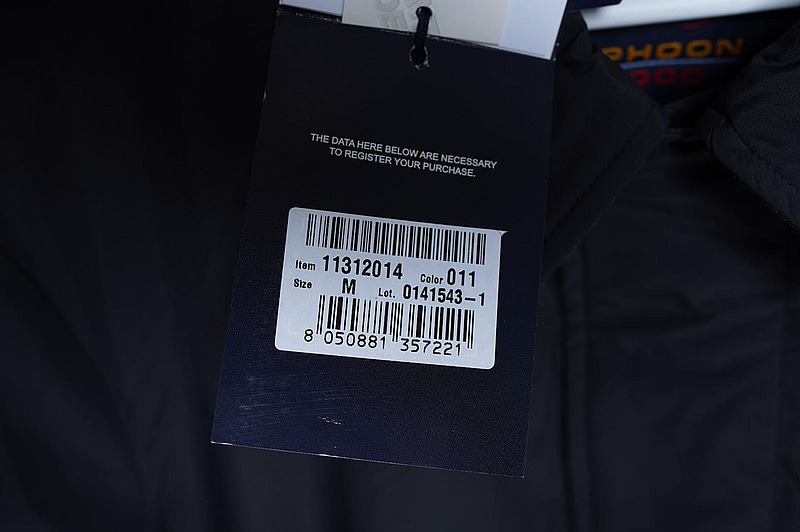 PHOON
THE DATA HERE BELOW ARE NECESSARY
TO REGISTER YOUR PURCHASE.
Item 11312014 Color 011
Size M Lot. 0141543-1
8 050881 357221